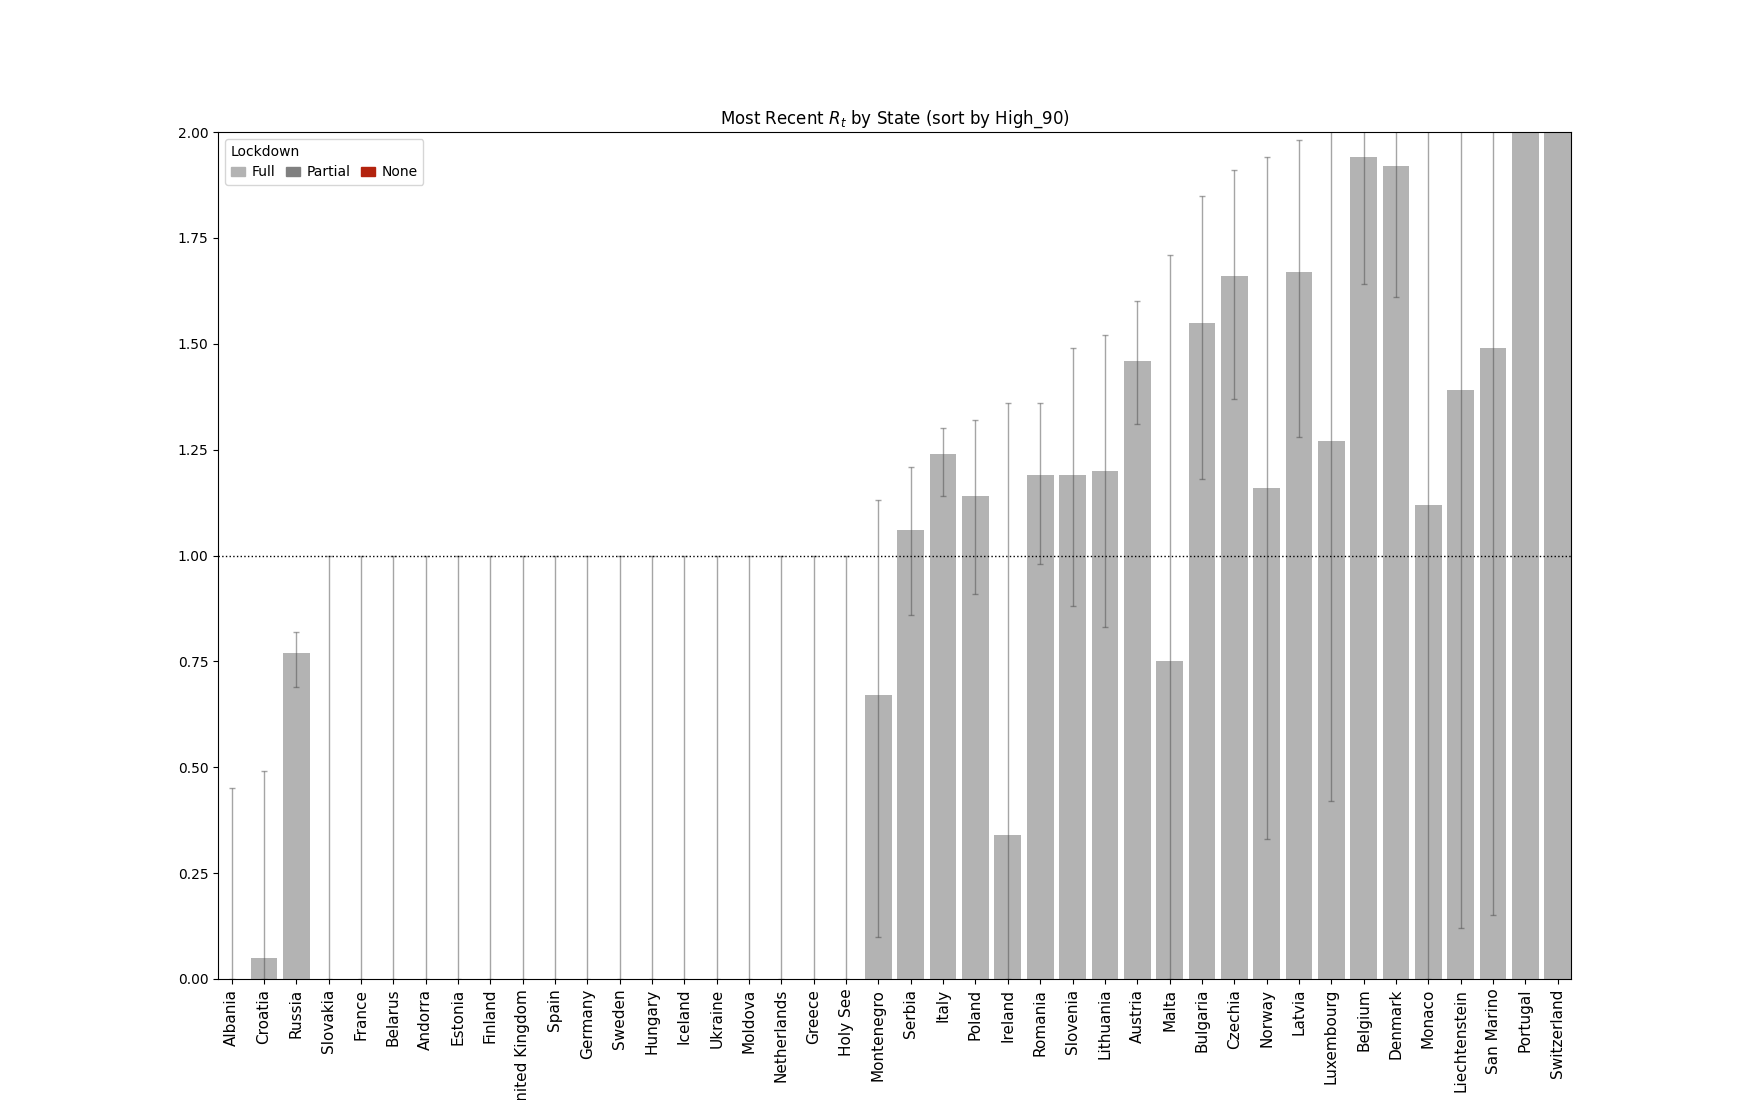 Most Recent R_t by State (sort by High_90)
Lockdown
Full Partial None
2.00
1.75
1.50
1.25
1.00
0.75
0.50
0.25
0.00
Albania
Croatia
Russia
Slovakia
France
Belarus
Andorra
Estonia
Finland
nited Kingdom
Spain
Germany
Sweden
Hungary
Iceland
Ukraine
Moldova
Netherlands
Greece
Holy See
Montenegro
Serbia
Italy
Poland
Ireland
Romania
Slovenia
Lithuania
Austria
Malta
Bulgaria
Czechia
Norway
Latvia
Luxembourg
Belgium
Denmark
Monaco
Liechtenstein
San Marino
Portugal
Switzerland